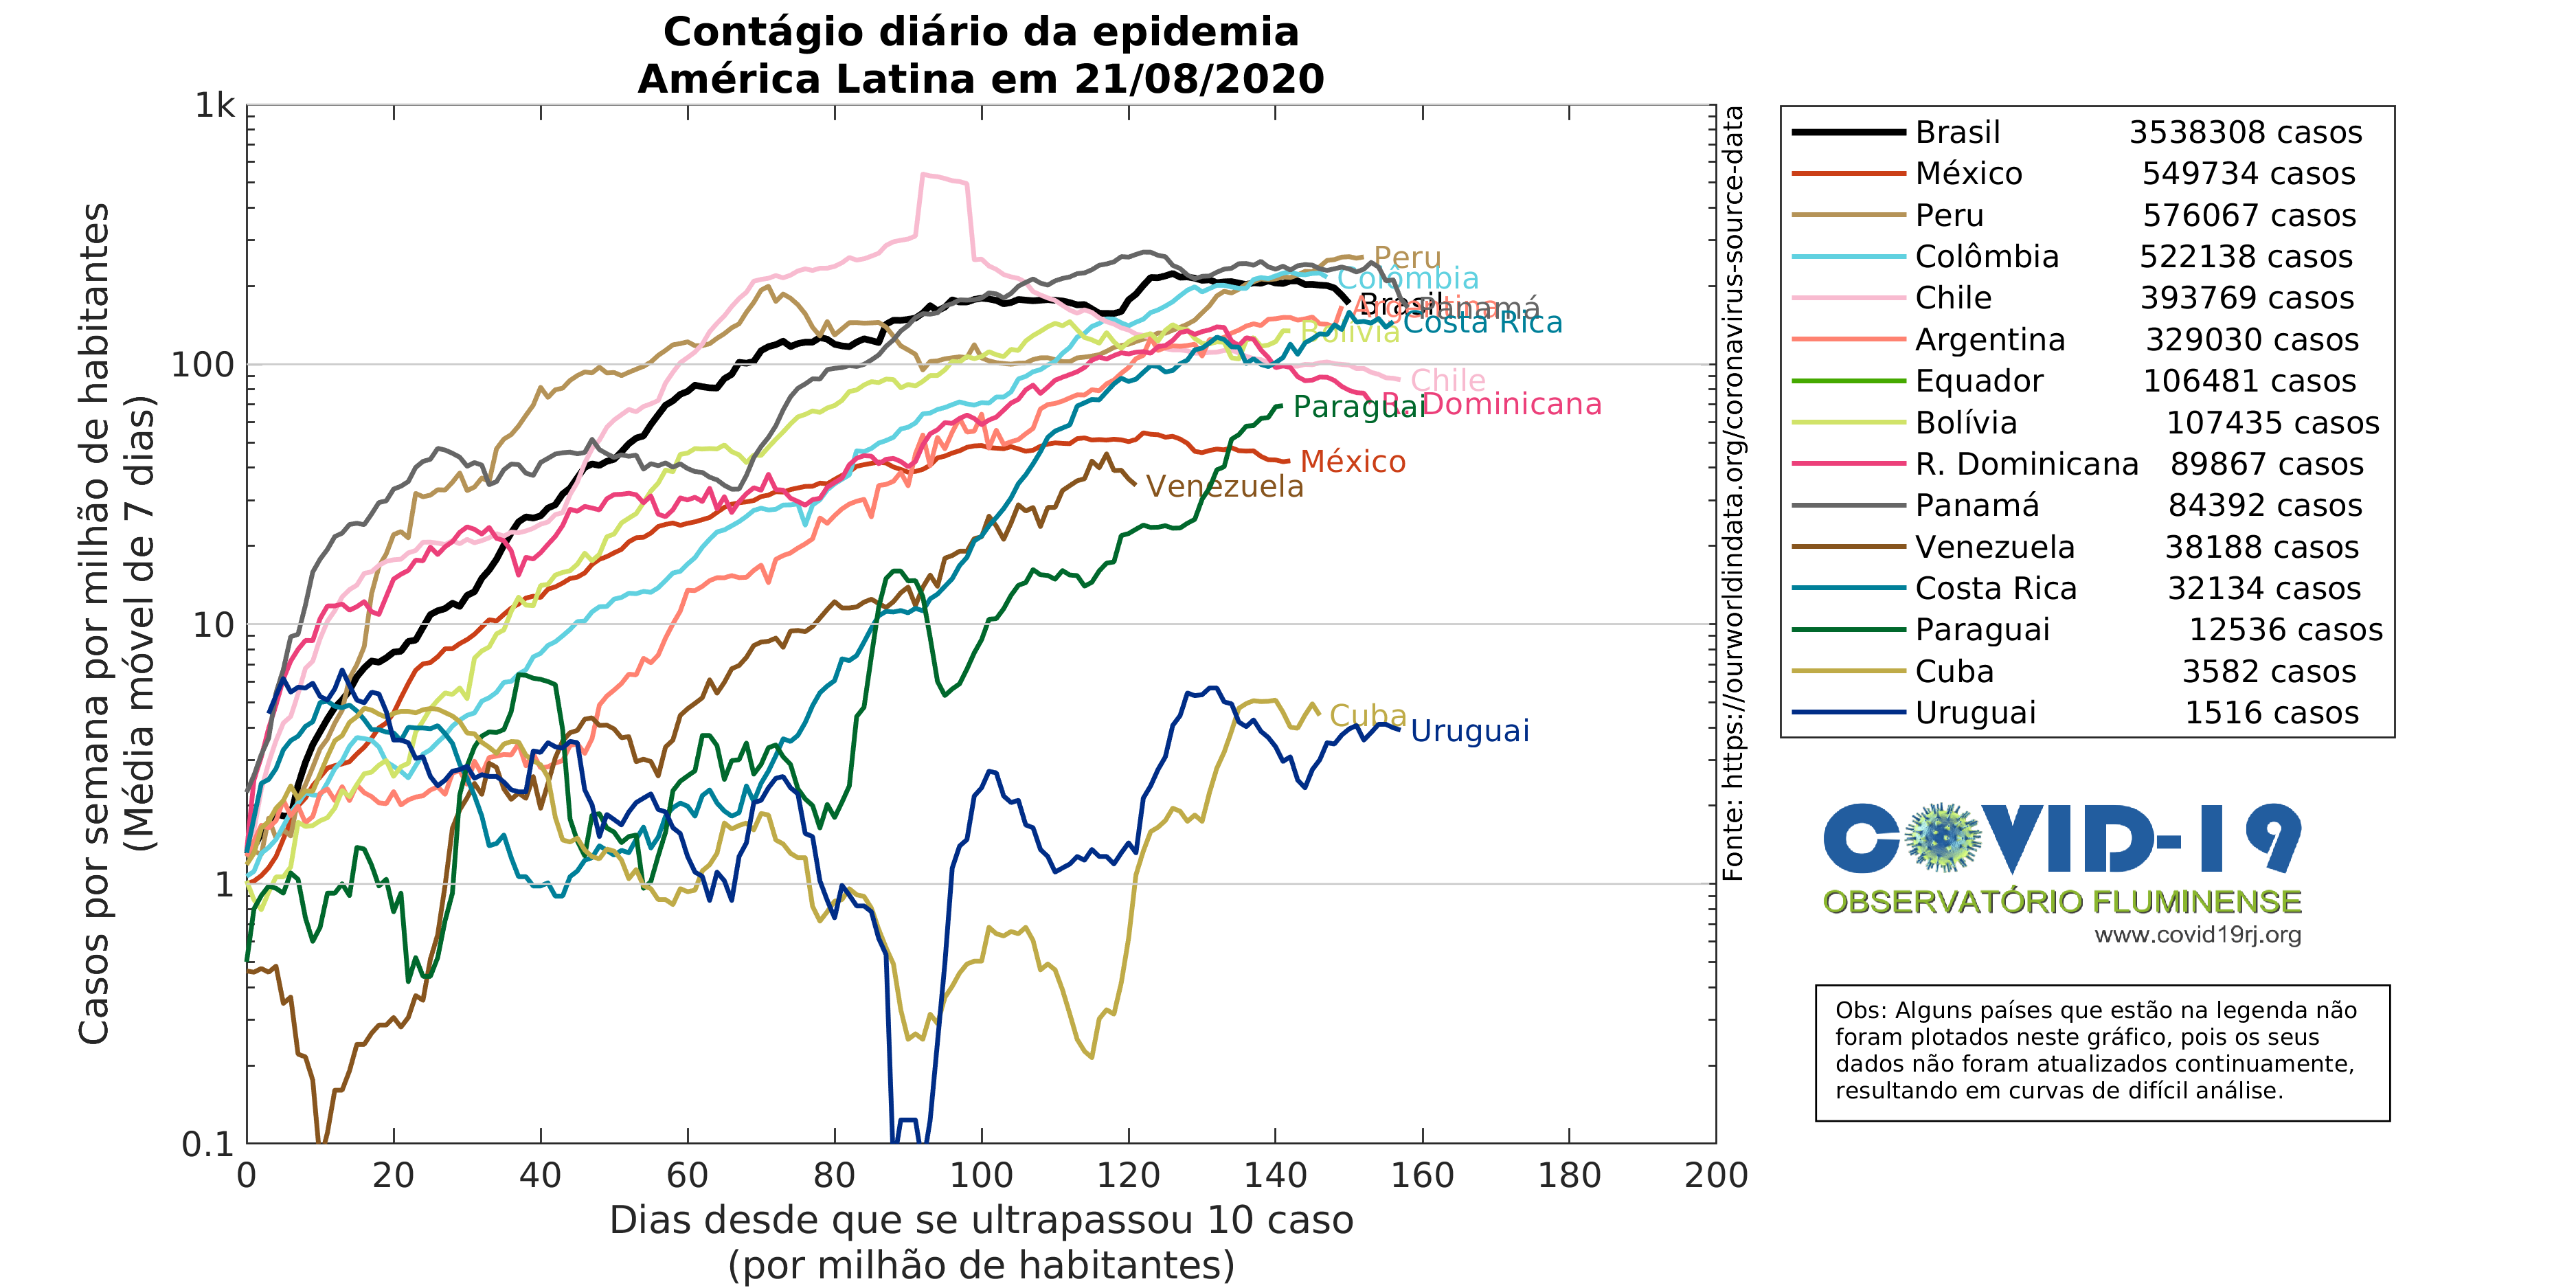 Contágio diário da epidemia
América Latina em 21/08/2020
Casos por semana por milhão de habitantes
(Média móvel de 7 dias)
1k
100
10
1
0.1
0
20
40
60
80
100
120
140
160
180
200
Dias desde que se ultrapassou 10 caso
(por milhão de habitantes)
Peru
Colômbia
Brasil
Argentina
Panamá
Costa Rica
Bolívia
Chile
R. Dominicana
Paraguai
México
Venezuela
Cuba
Uruguai
Fonte: https://ourworldindata.org/coronavirus-source-data
Brasil 3538308 casos
México 549734 casos
Peru 576067 casos
Colômbia 522138 casos
Chile 393769 casos
Argentina 329030 casos
Equador 106481 casos
Bolívia 107435 casos
R. Dominicana 89867 casos
Panamá 84392 casos
Venezuela 38188 casos
Costa Rica 32134 casos
Paraguai 12536 casos
Cuba 3582 casos
Uruguai 1516 casos
COVID-19
OBSERVATÓRIO FLUMINENSE
www.covid19rj.org
Obs: Alguns países que estão na legenda não
foram plotados neste gráfico, pois os seus
dados não foram atualizados continuamente,
resultando em curvas de difícil análise.